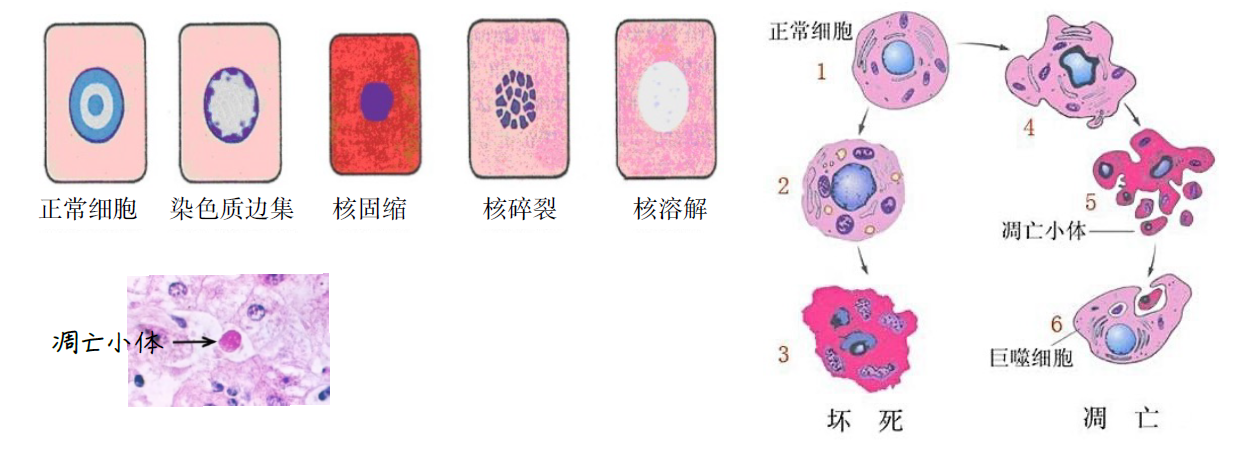 正常细胞
染色质边集
核固缩
核碎裂
核溶解
凋亡小体
正常细胞
1
2
3
坏 死
4
5
凋亡小体
6
巨噬细胞
凋 亡